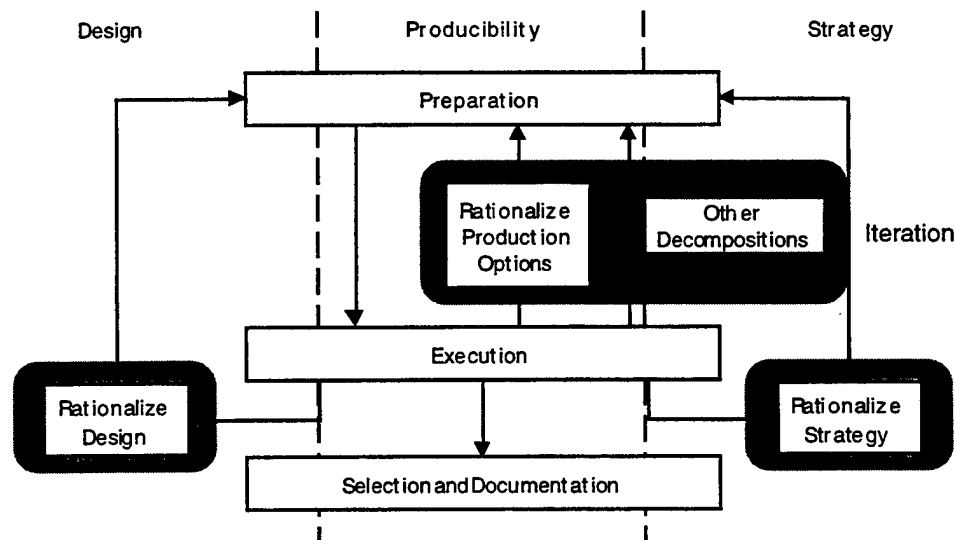 Design Producibility Strategy
Preparation
Rationalize
Production
Options
Other
Decompositions
Iteration
Execution
Rationalize
Design
Rationalize
Strategy
Selection and Documentation